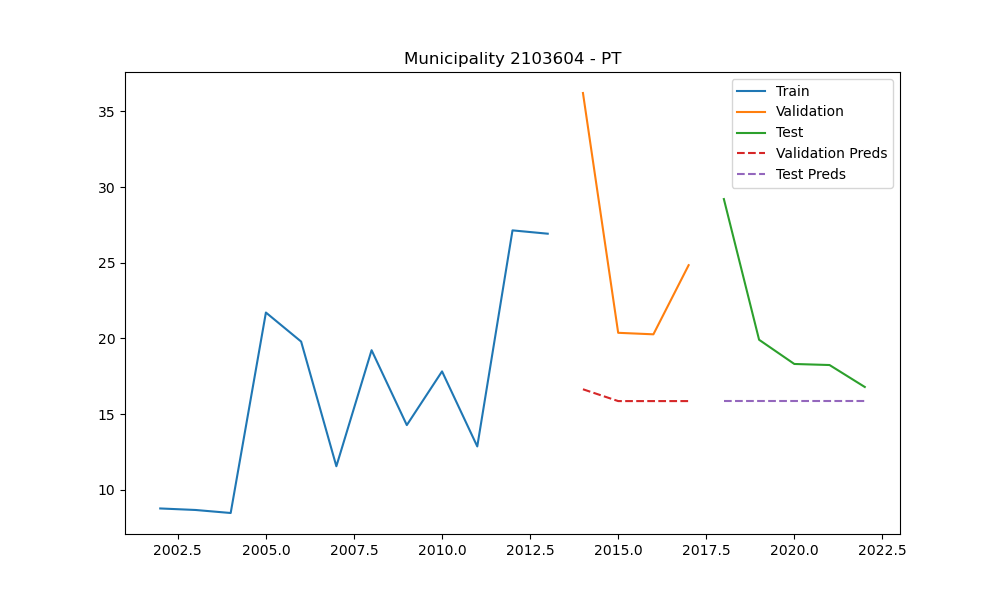 Municipality 2103604 - PT
Train
Validation
Test
Validation Preds
Test Preds
35
30
25
20
15
10
2002.5 2005.0 2007.5 2010.0 2012.5 2015.0 2017.5 2020.0 2022.5